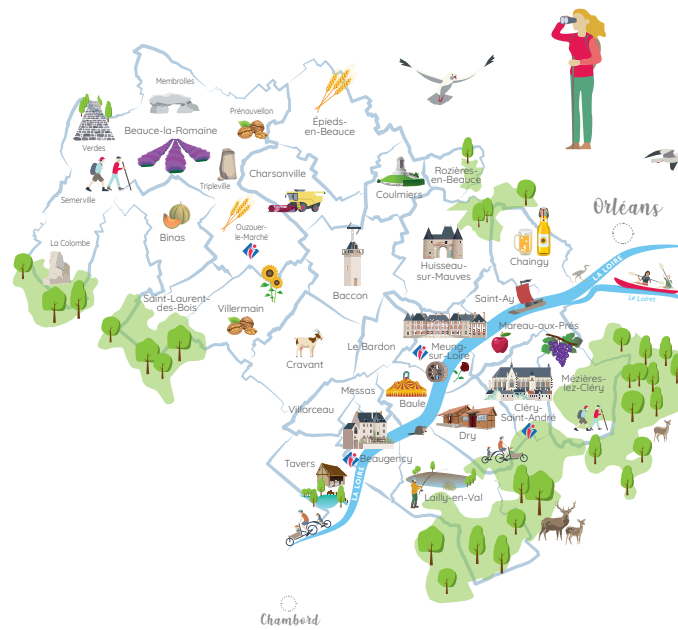 Membrolles
Prénouvellon
Épieds-
en-Beauce
Beauce-la-Romaine
Verdes
Tripleville
Charsonville
Coulmiers
Rozières-
en-Beauce
Semerville
Orléans
Binas
Ouzouer-
le-Marché
La Colombe
Huisseau
sur-Mauves
Chaingy
LA LOIRE
Le Loiret
Baccon
Saint-Ay
Saint-Laurent-
des-Bois
Villermain
Mareau-aux-Prés
Le Bardon
Meung-
sur-Loire
Cravant
Mézières-
lez-Cléry
Messas
Baule
Villorceau
Cléry-
Saint-André
Dry
Beaugency
Tavers
LA LOIRE
Lailly-en-Val
Chambord